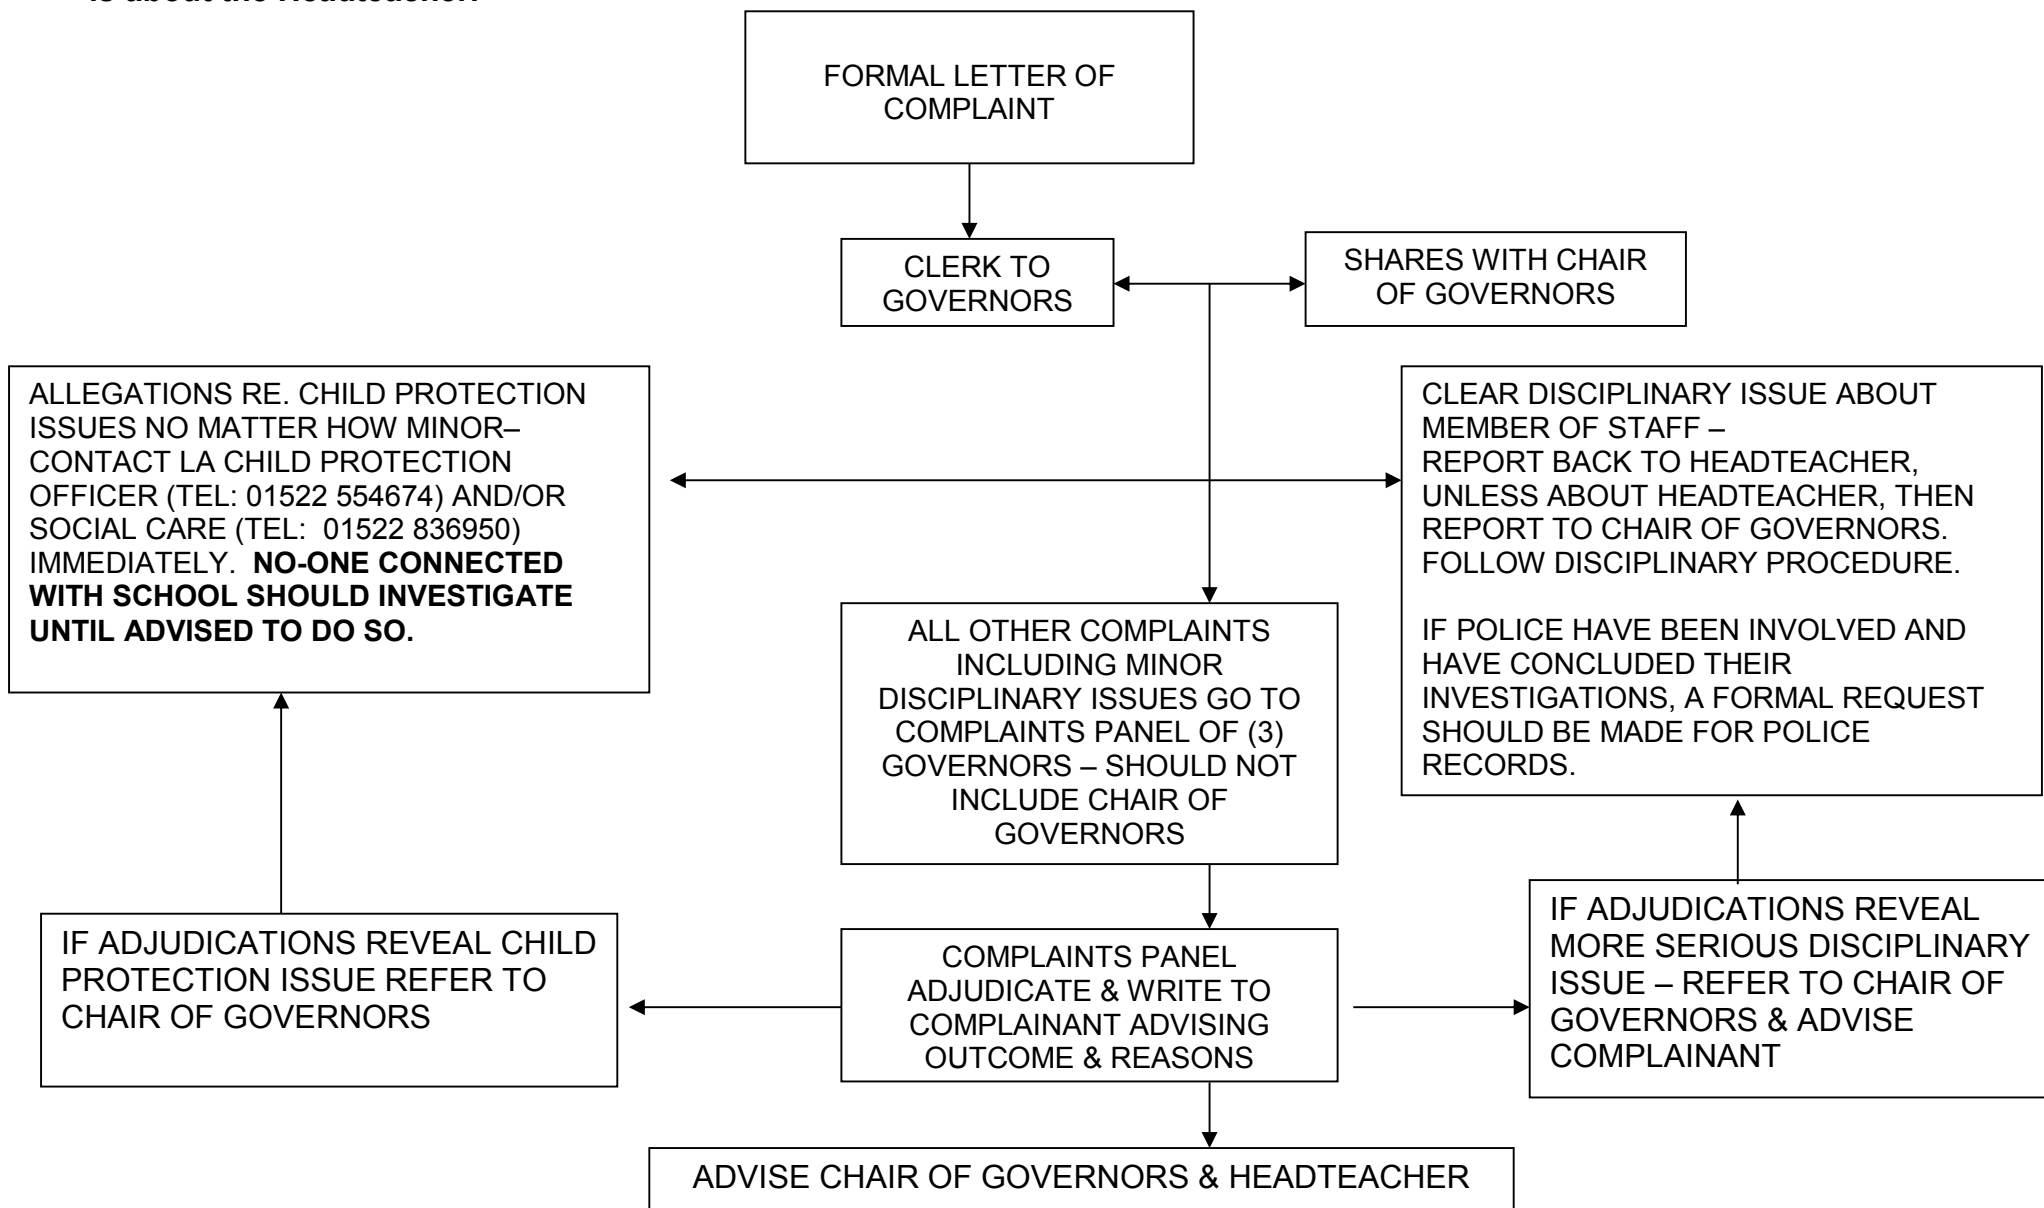 FORMAL LETTER OF
COMPLAINT
CLERK TO
GOVERNORS
SHARES WITH CHAIR
OF GOVERNORS
ALLEGATIONS RE. CHILD PROTECTION
ISSUES NO MATTER HOW MINOR–
CONTACT LA CHILD PROTECTION
OFFICER (TEL: 01522 554674) AND/OR
SOCIAL CARE (TEL:  01522 836950)
IMMEDIATELY.  NO-ONE CONNECTED
WITH SCHOOL SHOULD INVESTIGATE
UNTIL ADVISED TO DO SO.
CLEAR DISCIPLINARY ISSUE ABOUT
MEMBER OF STAFF –
REPORT BACK TO HEADTEACHER,
UNLESS ABOUT HEADTEACHER, THEN
REPORT TO CHAIR OF GOVERNORS.
FOLLOW DISCIPLINARY PROCEDURE.
IF POLICE HAVE BEEN INVOLVED AND
HAVE CONCLUDED THEIR
INVESTIGATIONS, A FORMAL REQUEST
SHOULD BE MADE FOR POLICE
RECORDS.
ALL OTHER COMPLAINTS
INCLUDING MINOR
DISCIPLINARY ISSUES GO TO
COMPLAINTS PANEL OF (3)
GOVERNORS – SHOULD NOT
INCLUDE CHAIR OF
GOVERNORS
IF ADJUDICATIONS REVEAL CHILD
PROTECTION ISSUE REFER TO
CHAIR OF GOVERNORS
COMPLAINTS PANEL
ADJUDICATE & WRITE TO
COMPLAINANT ADVISING
OUTCOME & REASONS
IF ADJUDICATIONS REVEAL
MORE SERIOUS DISCIPLINARY
ISSUE – REFER TO CHAIR OF
GOVERNORS & ADVISE
COMPLAINANT
ADVISE CHAIR OF GOVERNORS & HEADTEACHER